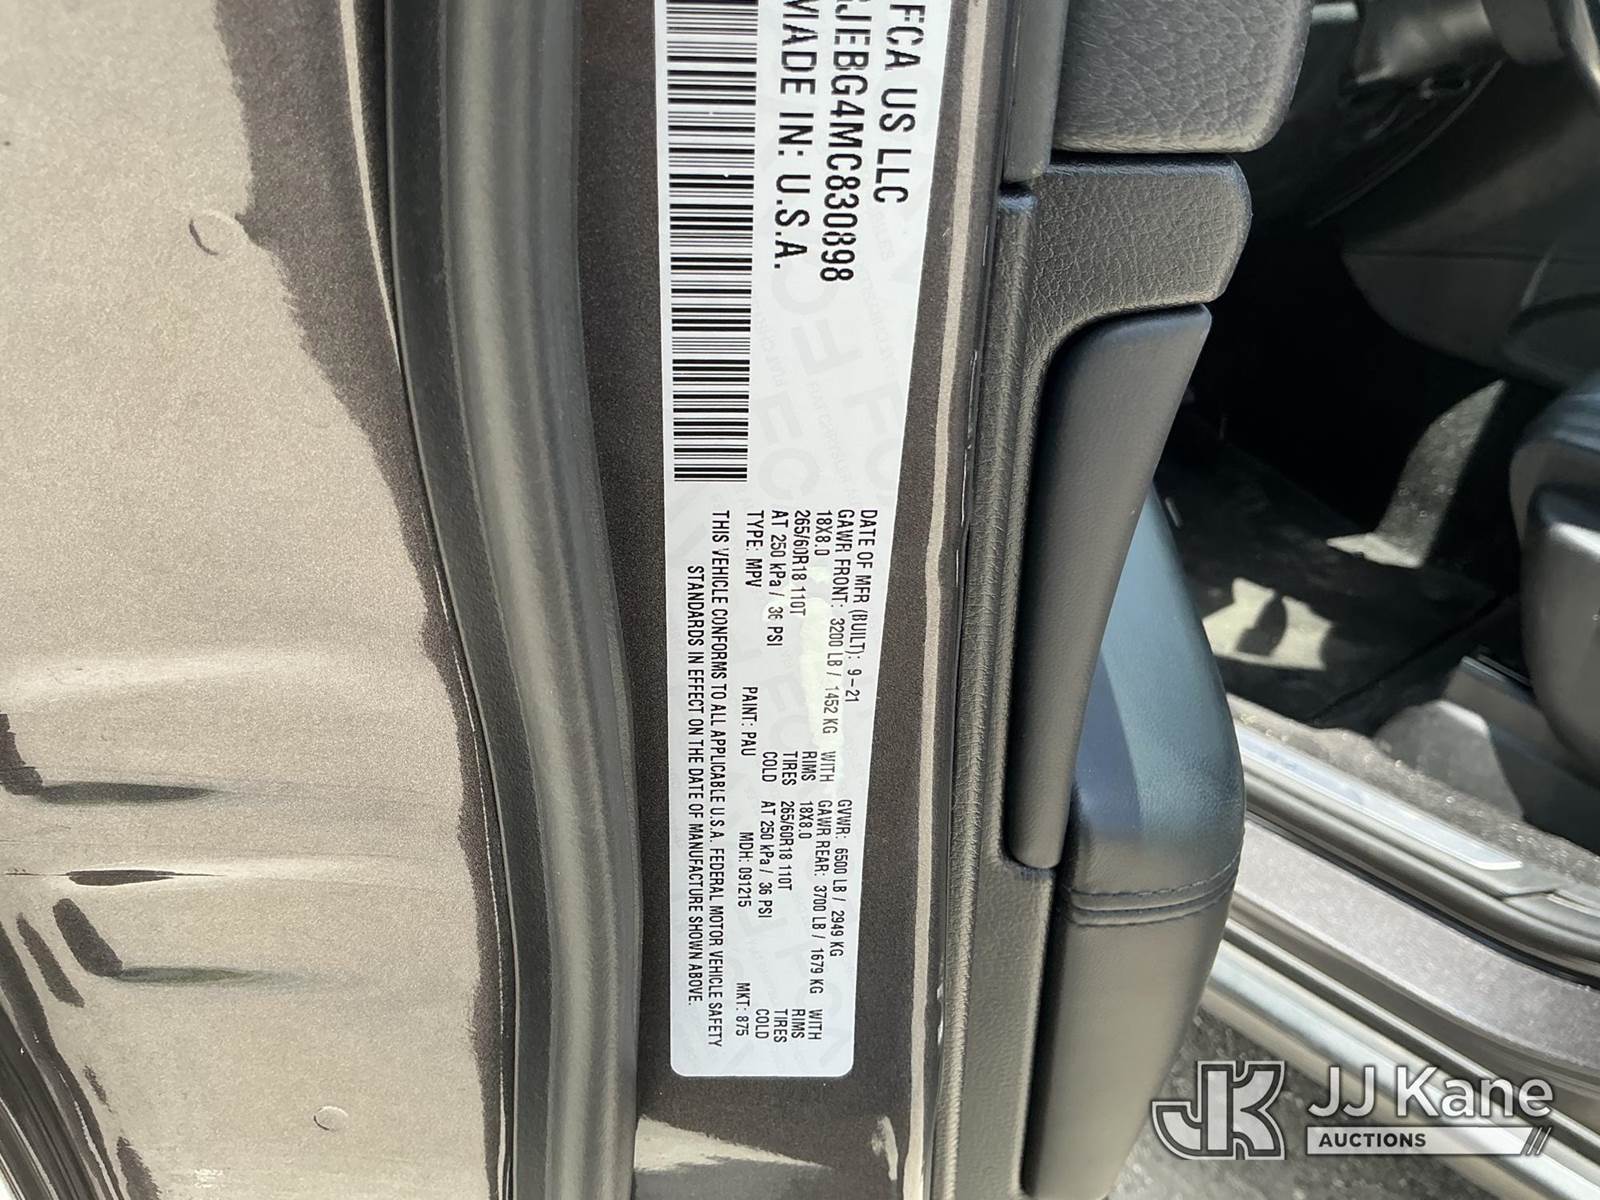 FCA US LLC
JEBG4MC830898
MADE IN: U.S.A.
DATE OF MFR (BUILT): 9-21 GVWR: 6500 LB / 2949 KG
GAWR FRONT: 3200 LB / 1452 KG WITH GAWR REAR: 3700 LB / 1679 KG WITH
18X8.0 RIMS 18X8.0 RIMS
265/60R18 110T TIRES 265/60R18 110T TIRES
AT 250 kPa / 36 PSI COLD AT 250 kPa / 36 PSI COLD
TYPE: MPV PAINT: PAU MDH: 091215 MKT: 875
THIS VEHICLE CONFORMS TO ALL APPLICABLE U.S.A. FEDERAL MOTOR VEHICLE SAFETY
STANDARDS IN EFFECT ON THE DATE OF MANUFACTURE SHOWN ABOVE.
JK JJ Kane
AUCTIONS